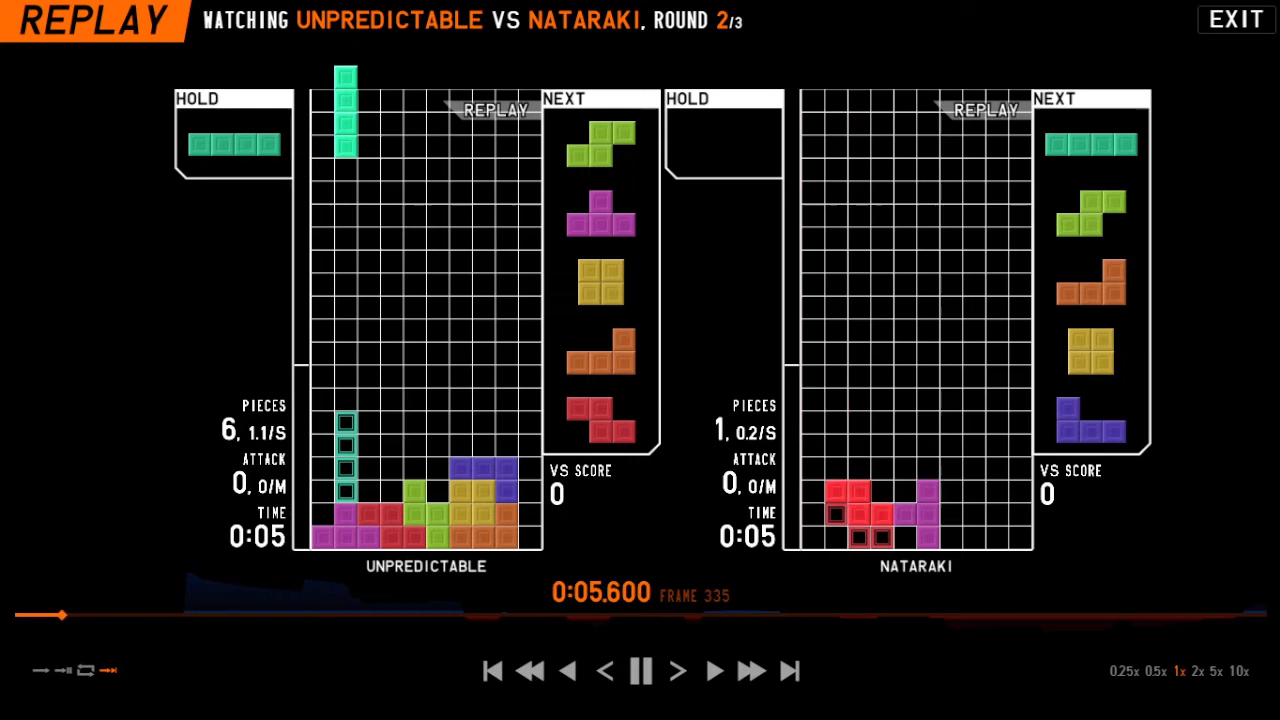 REPLAY
WATCHING UNPREDICTABLE VS NATARAKI, ROUND 2/3
EXIT
HOLD
REPLAY
NEXT
PIECES
6, 1.1/S
ATTACK
0, 0/M
TIME
0:05
VS SCORE
0
UNPREDICTABLE
HOLD
REPLAY
NEXT
PIECES
1, 0.2/S
ATTACK
0, 0/M
TIME
0:05
VS SCORE
0
NATARAKI
0:05.600 FRAME 335
0.25x 0.5x 1x 2x 5x 10x